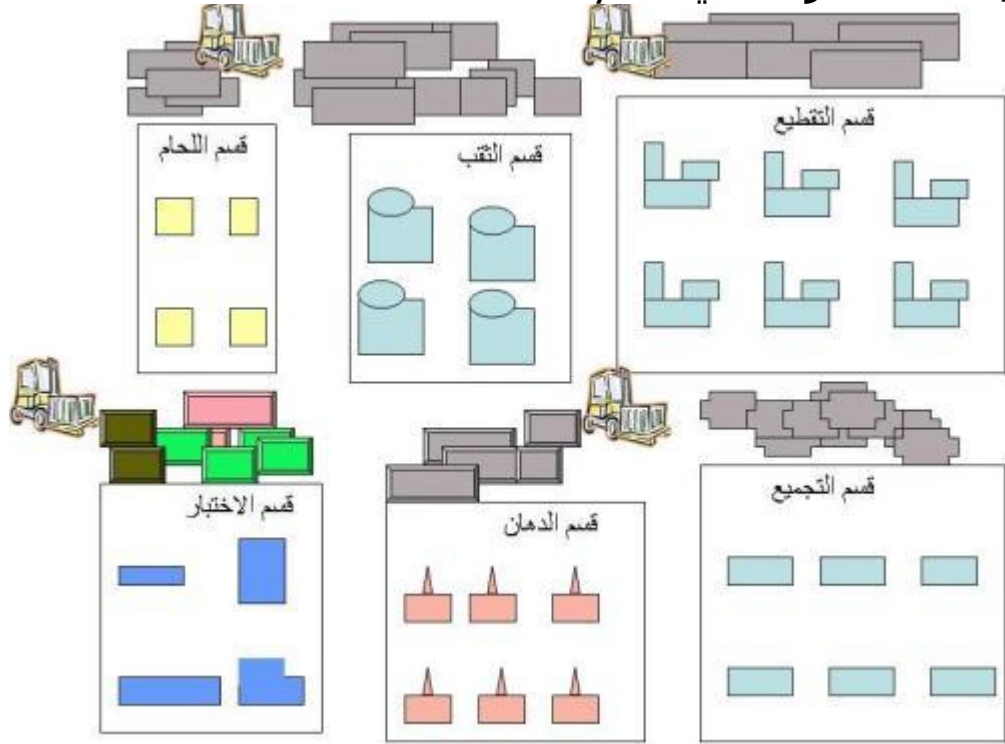 قسم التقطيع
قسم الثقب
قسم اللحام
قسم التجميع
قسم الدهان
قسم الاختبار